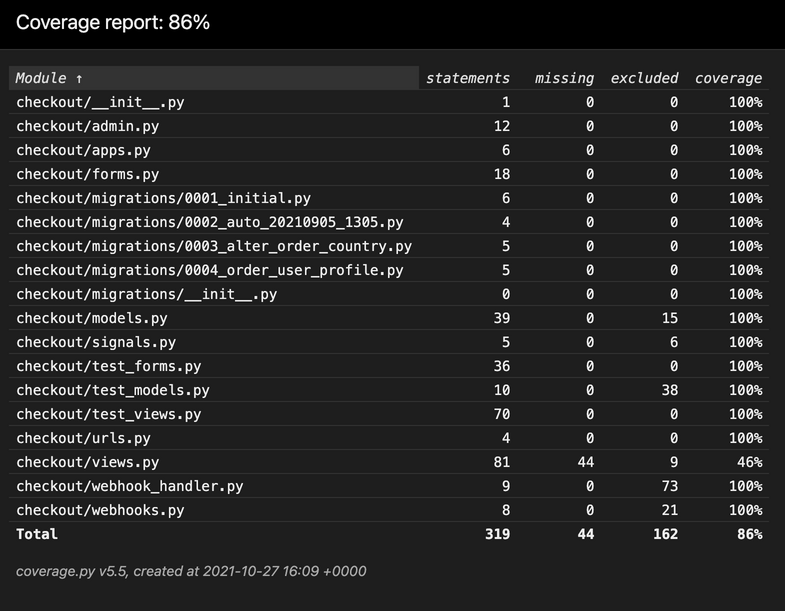 Coverage report: 86%
Module ↑ statements missing excluded coverage
checkout/__init__.py 1 0 0 100%
checkout/admin.py 12 0 0 100%
checkout/apps.py 6 0 0 100%
checkout/forms.py 18 0 0 100%
checkout/migrations/0001_initial.py 6 0 0 100%
checkout/migrations/0002_auto_20210905_1305.py 4 0 0 100%
checkout/migrations/0003_alter_order_country.py 5 0 0 100%
checkout/migrations/0004_order_user_profile.py 5 0 0 100%
checkout/migrations/__init__.py 0 0 0 100%
checkout/models.py 39 0 15 100%
checkout/signals.py 5 0 6 100%
checkout/test_forms.py 36 0 0 100%
checkout/test_models.py 10 0 38 100%
checkout/test_views.py 70 0 0 100%
checkout/urls.py 4 0 0 100%
checkout/views.py 81 44 9 46%
checkout/webhook_handler.py 9 0 73 100%
checkout/webhooks.py 8 0 21 100%
Total 319 44 162 86%
coverage.py v5.5, created at 2021-10-27 16:09 +0000